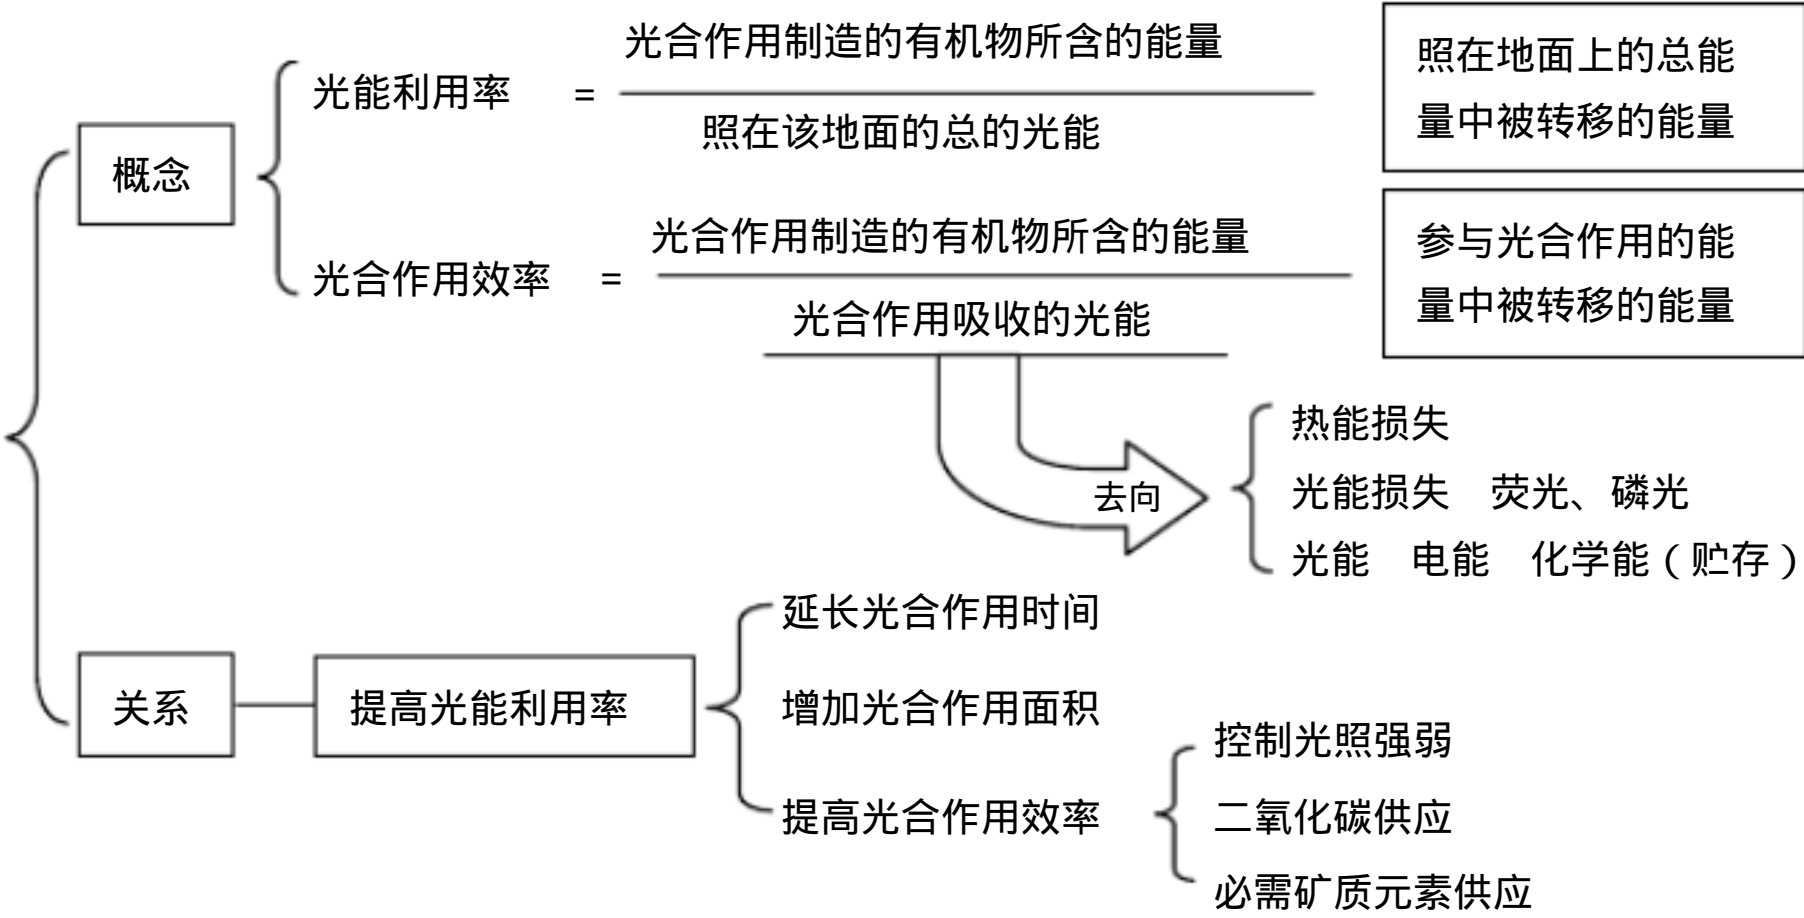 光合作用制造的有机物所含的能量
光能利用率 =
照在该地面的总的光能
照在地面上的总能
量中被转移的能量
概念
光合作用制造的有机物所含的能量
光合作用效率 =
光合作用吸收的光能
参与光合作用的能
量中被转移的能量
去向
热能损失
光能损失 荧光、磷光
光能 电能 化学能（贮存）
关系
提高光能利用率
延长光合作用时间
增加光合作用面积
提高光合作用效率
控制光照强弱
二氧化碳供应
必需矿质元素供应